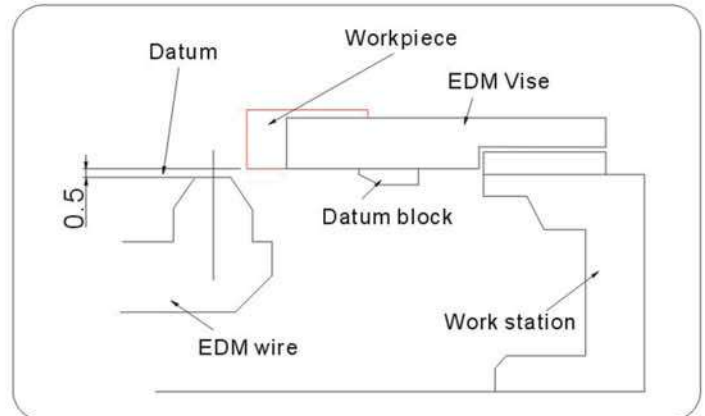 Workpiece
Datum
EDM Vise
0.5
Datum block
Work station
EDM wire